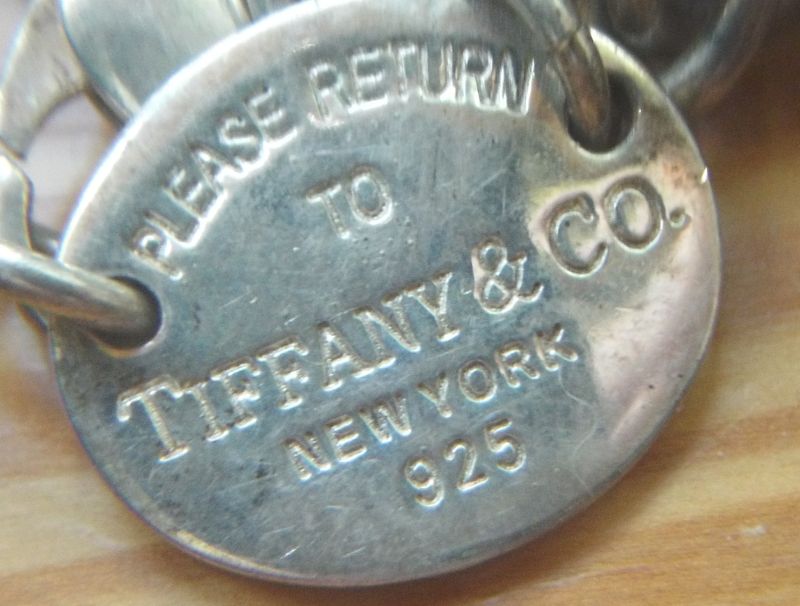 PLEASE RETURN
TO
TIFFANY & CO.
NEW YORK
925